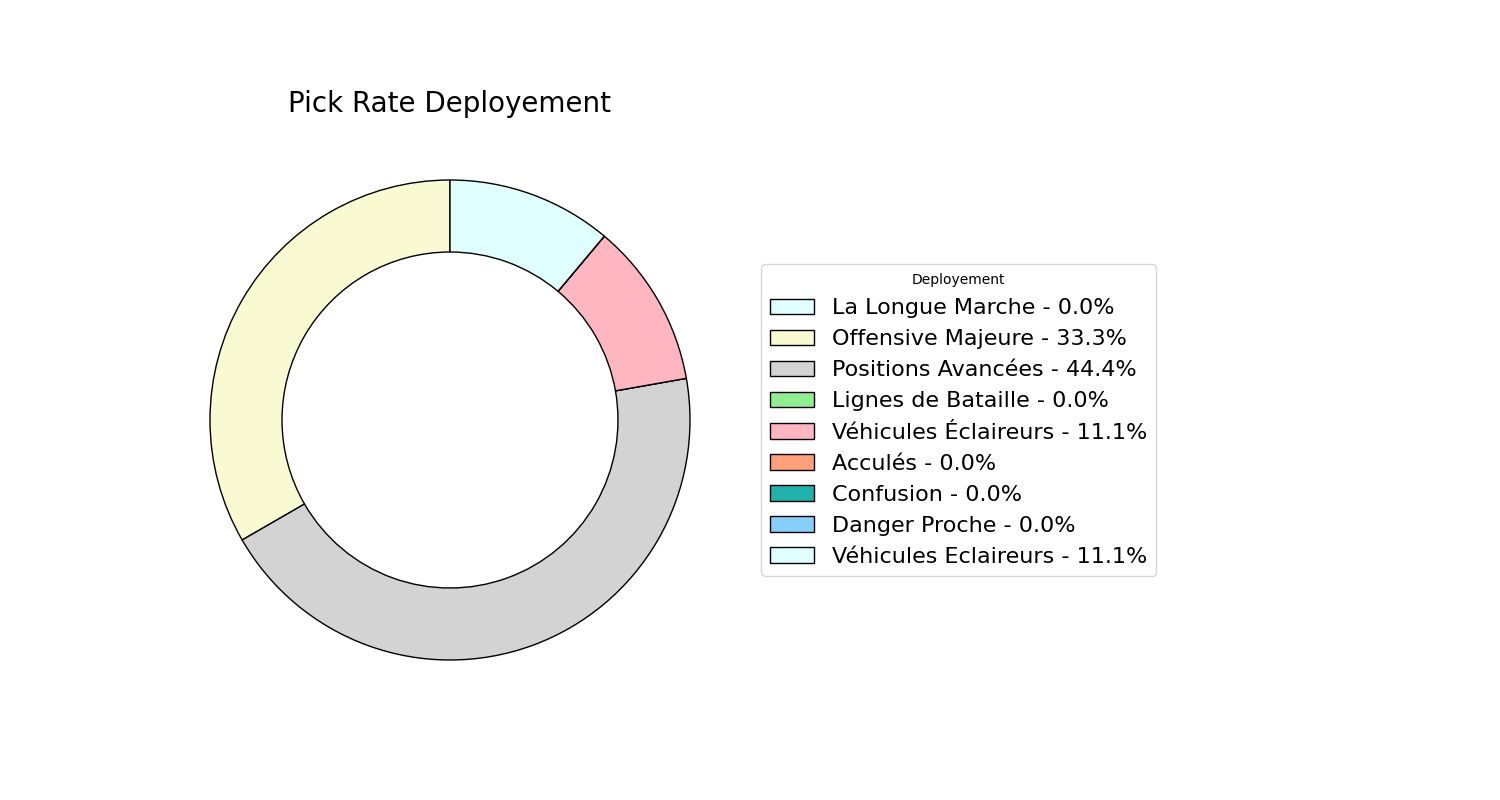 Pick Rate Deployement
Deployement
La Longue Marche - 0.0%
Offensive Majeure - 33.3%
Positions Avancées - 44.4%
Lignes de Bataille - 0.0%
Véhicules Éclaireurs - 11.1%
Acculés - 0.0%
Confusion - 0.0%
Danger Proche - 0.0%
Véhicules Eclaireurs - 11.1%